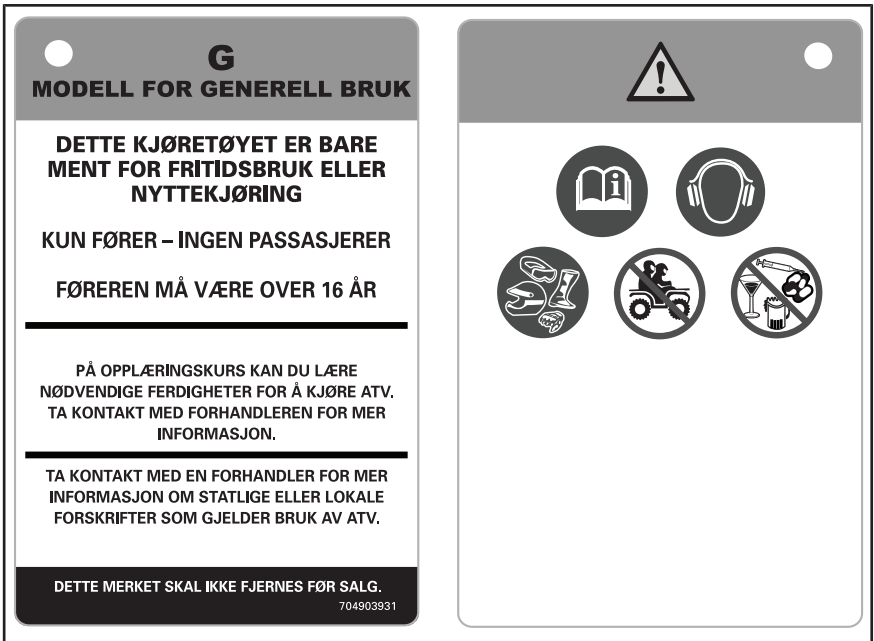 G
MODELL FOR GENERELL BRUK
DETTE KJØRETØYET ER BARE
MENT FOR FRITIDSBRUK ELLER
NYTTEKJØRING
KUN FØRER – INGEN PASSASJERER
FØREREN MÅ VÆRE OVER 16 ÅR
PÅ OPPLÆRINGSKURS KAN DU LÆRE
NØDVENDIGE FERDIGHETER FOR Å KJØRE ATV.
TA KONTAKT MED FORHANDLEREN FOR MER
INFORMASJON.
TA KONTAKT MED EN FORHANDLER FOR MER
INFORMASJON OM STATLIGE ELLER LOKALE
FORSKRIFTER SOM GJELDER BRUK AV ATV.
DETTE MERKET SKAL IKKE FJERNES FØR SALG.
704903931